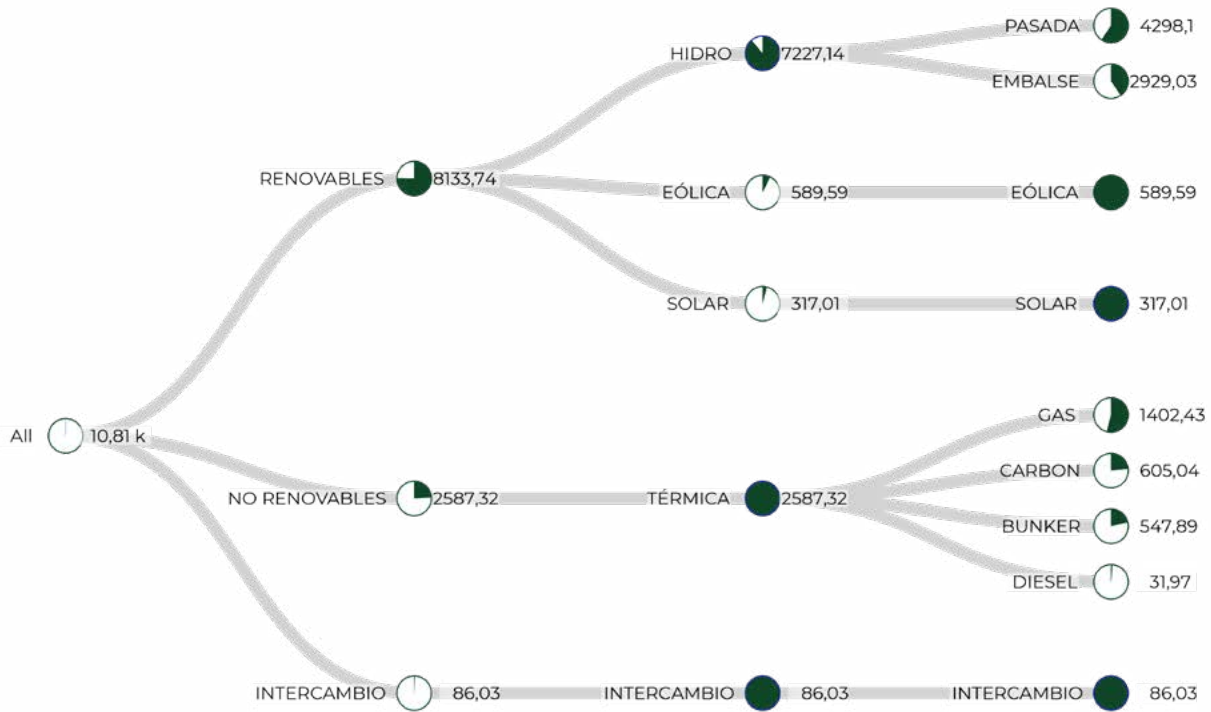 PASADA 4298,1
HIDRO 7227,14
EMBALSE 2929,03
RENOVABLES 8133,74
EÓLICA 589,59 EÓLICA 589,59
SOLAR 317,01 SOLAR 317,01
GAS 1402,43
All 10,81 k
CARBON 605,04
NO RENOVABLES 2587,32 TÉRMICA 2587,32
BUNKER 547,89
DIESEL 31,97
INTERCAMBIO 86,03 INTERCAMBIO 86,03 INTERCAMBIO 86,03